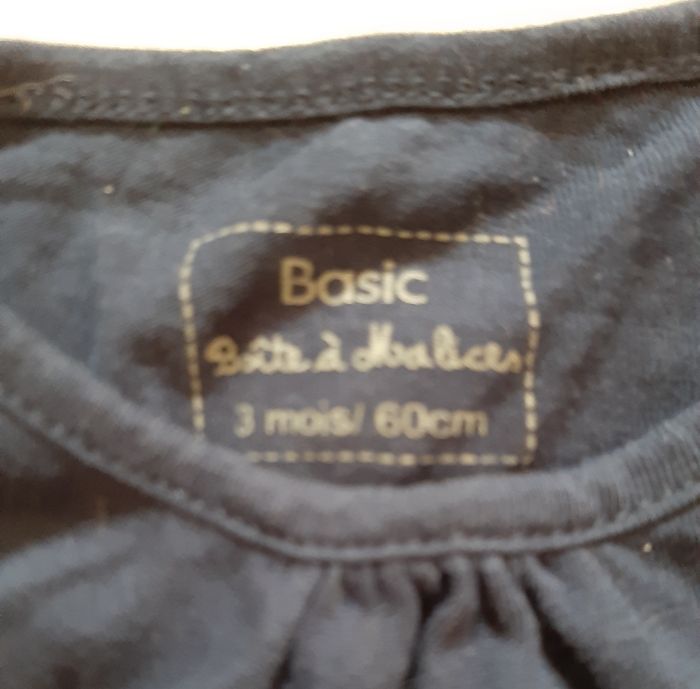 Basic
Boîte à Malices
3 mois/ 60cm